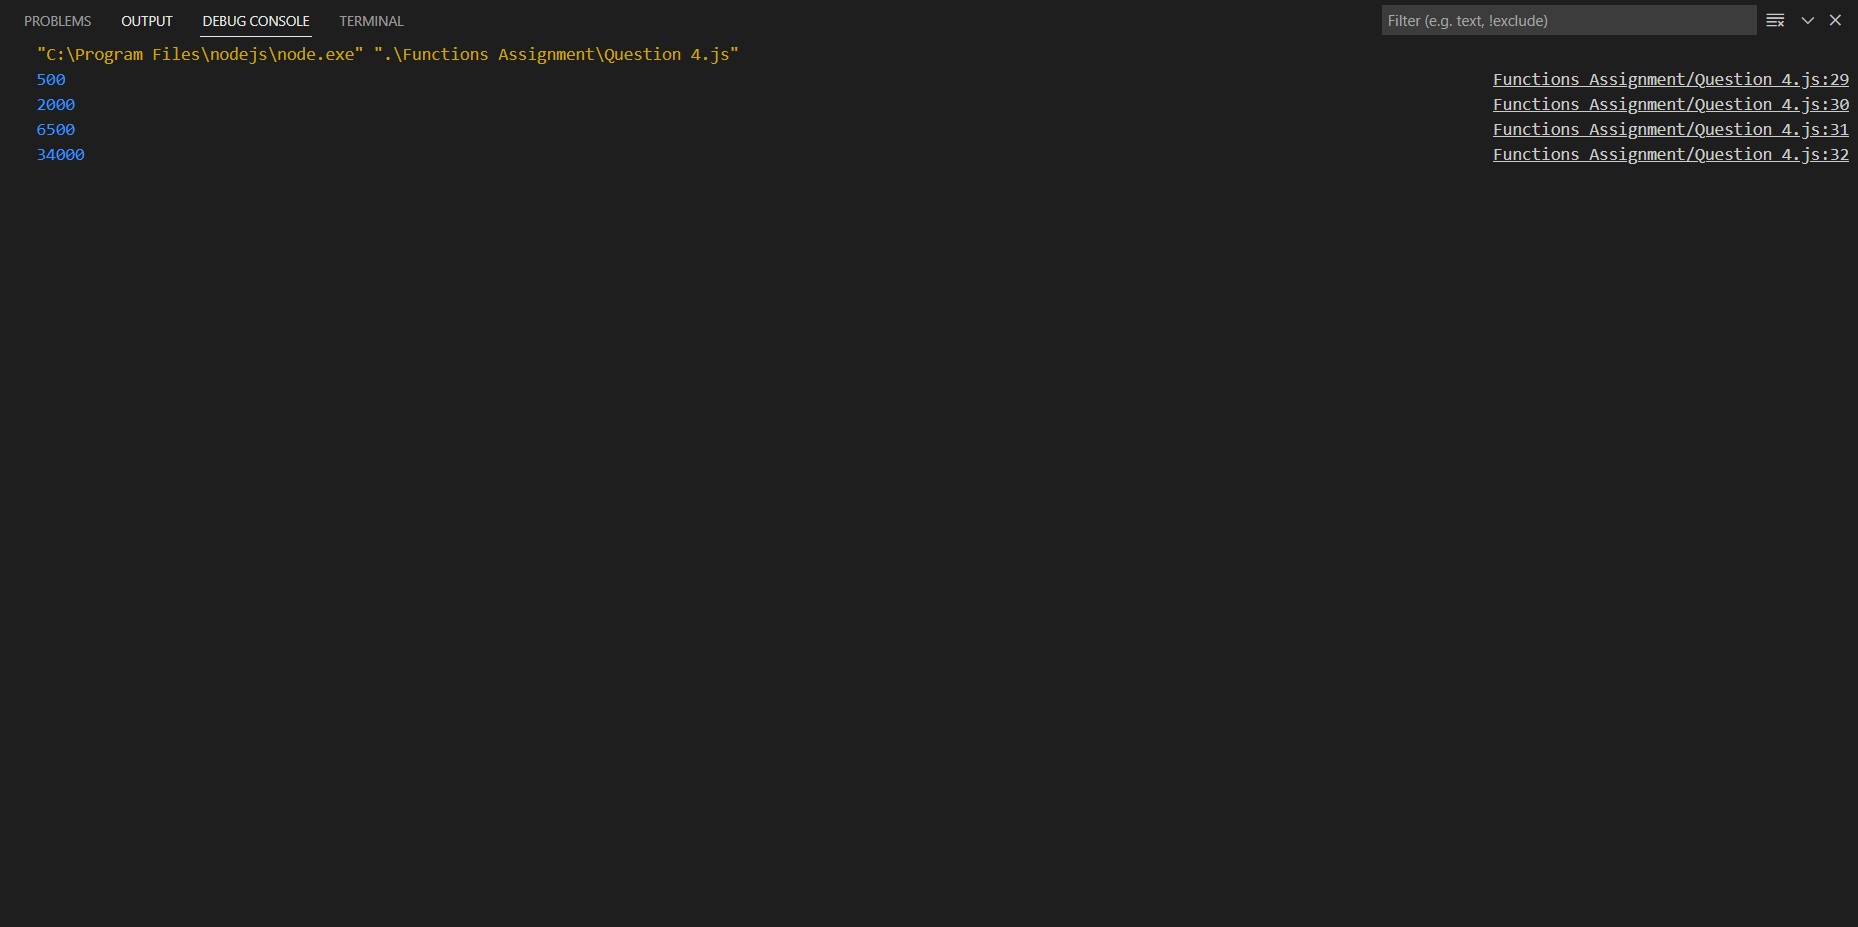 PROBLEMS OUTPUT DEBUG CONSOLE TERMINAL Filter (e.g. text, !exclude)
"C:\Program Files\nodejs\node.exe" ".\Functions Assignment\Question 4.js"
500 Functions Assignment/Question 4.js:29
2000 Functions Assignment/Question 4.js:30
6500 Functions Assignment/Question 4.js:31
34000 Functions Assignment/Question 4.js:32